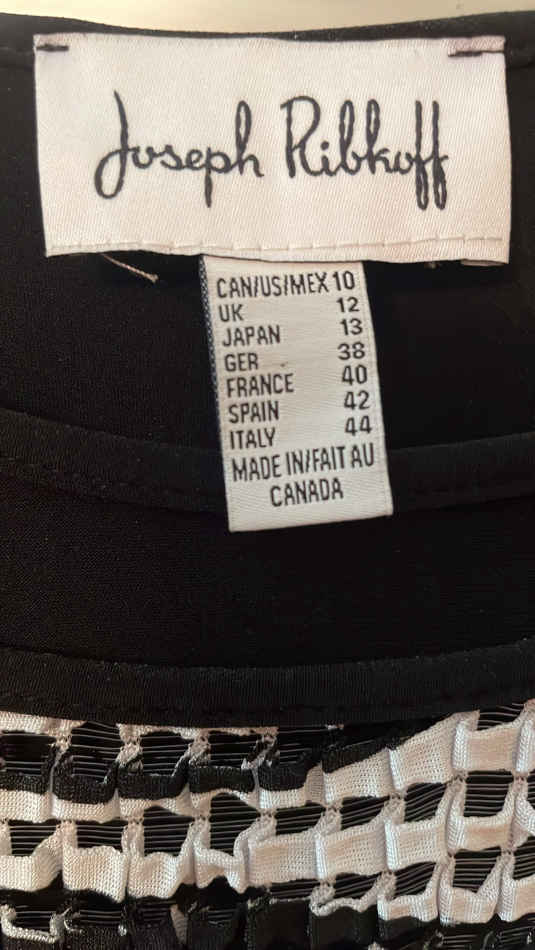 Joseph Ribkoff
CAN/US/MEX 10
UK 12
JAPAN 13
GER 38
FRANCE 40
SPAIN 42
ITALY 44
MADE IN/FAIT AU
CANADA